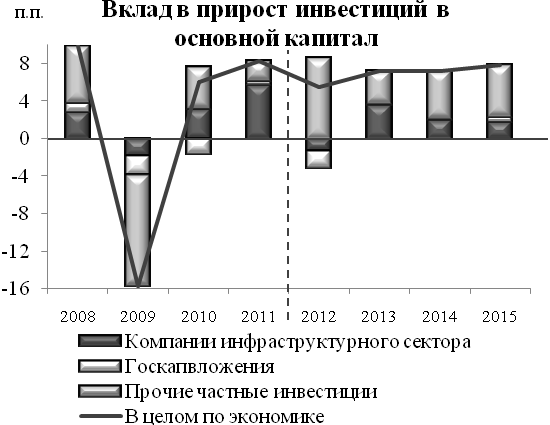 п.п.
Вклад в прирост инвестиций в
основной капитал
8
4
0
-4
-8
-12
-16
2008 2009 2010 2011 2012 2013 2014 2015
Компании инфраструктурного сектора
Госкапвложения
Прочие частные инвестиции
В целом по экономике